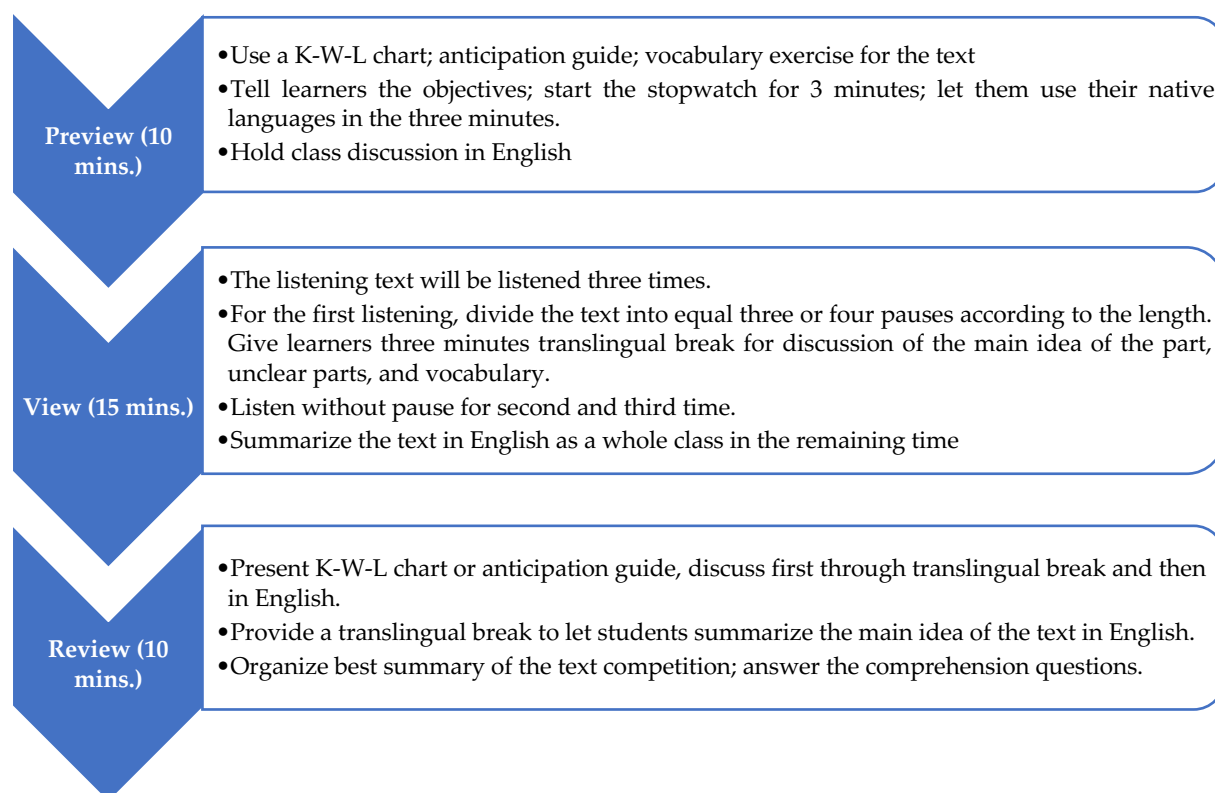 Preview (10
mins.)
•Use a K-W-L chart; anticipation guide; vocabulary exercise for the text
•Tell learners the objectives; start the stopwatch for 3 minutes; let them use their native
languages in the three minutes.
•Hold class discussion in English
View (15 mins.)
•The listening text will be listened three times.
•For the first listening, divide the text into equal three or four pauses according to the length.
Give learners three minutes translingual break for discussion of the main idea of the part,
unclear parts, and vocabulary.
•Listen without pause for second and third time.
•Summarize the text in English as a whole class in the remaining time
Review (10
mins.)
•Present K-W-L chart or anticipation guide, discuss first through translingual break and then
in English.
•Provide a translingual break to let students summarize the main idea of the text in English.
•Organize best summary of the text competition; answer the comprehension questions.